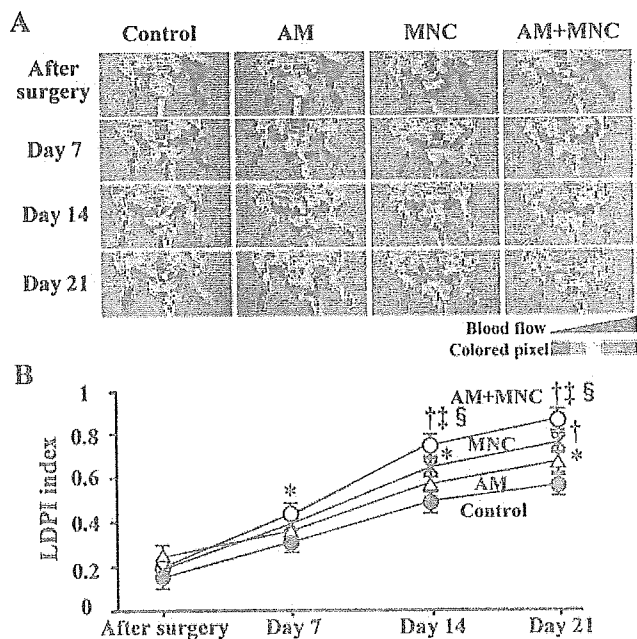 A
Control AM MNC AM+MNC
After surgery
Day 7
Day 14
Day 21
Blood flow
Colored pixel
B
LDPI index
1
0.8
0.6
0.4
0.2
0
AM+MNC
†‡ §
†‡ §
MNC
†
*
*
*
AM
Control
After surgery Day 7 Day 14 Day 21